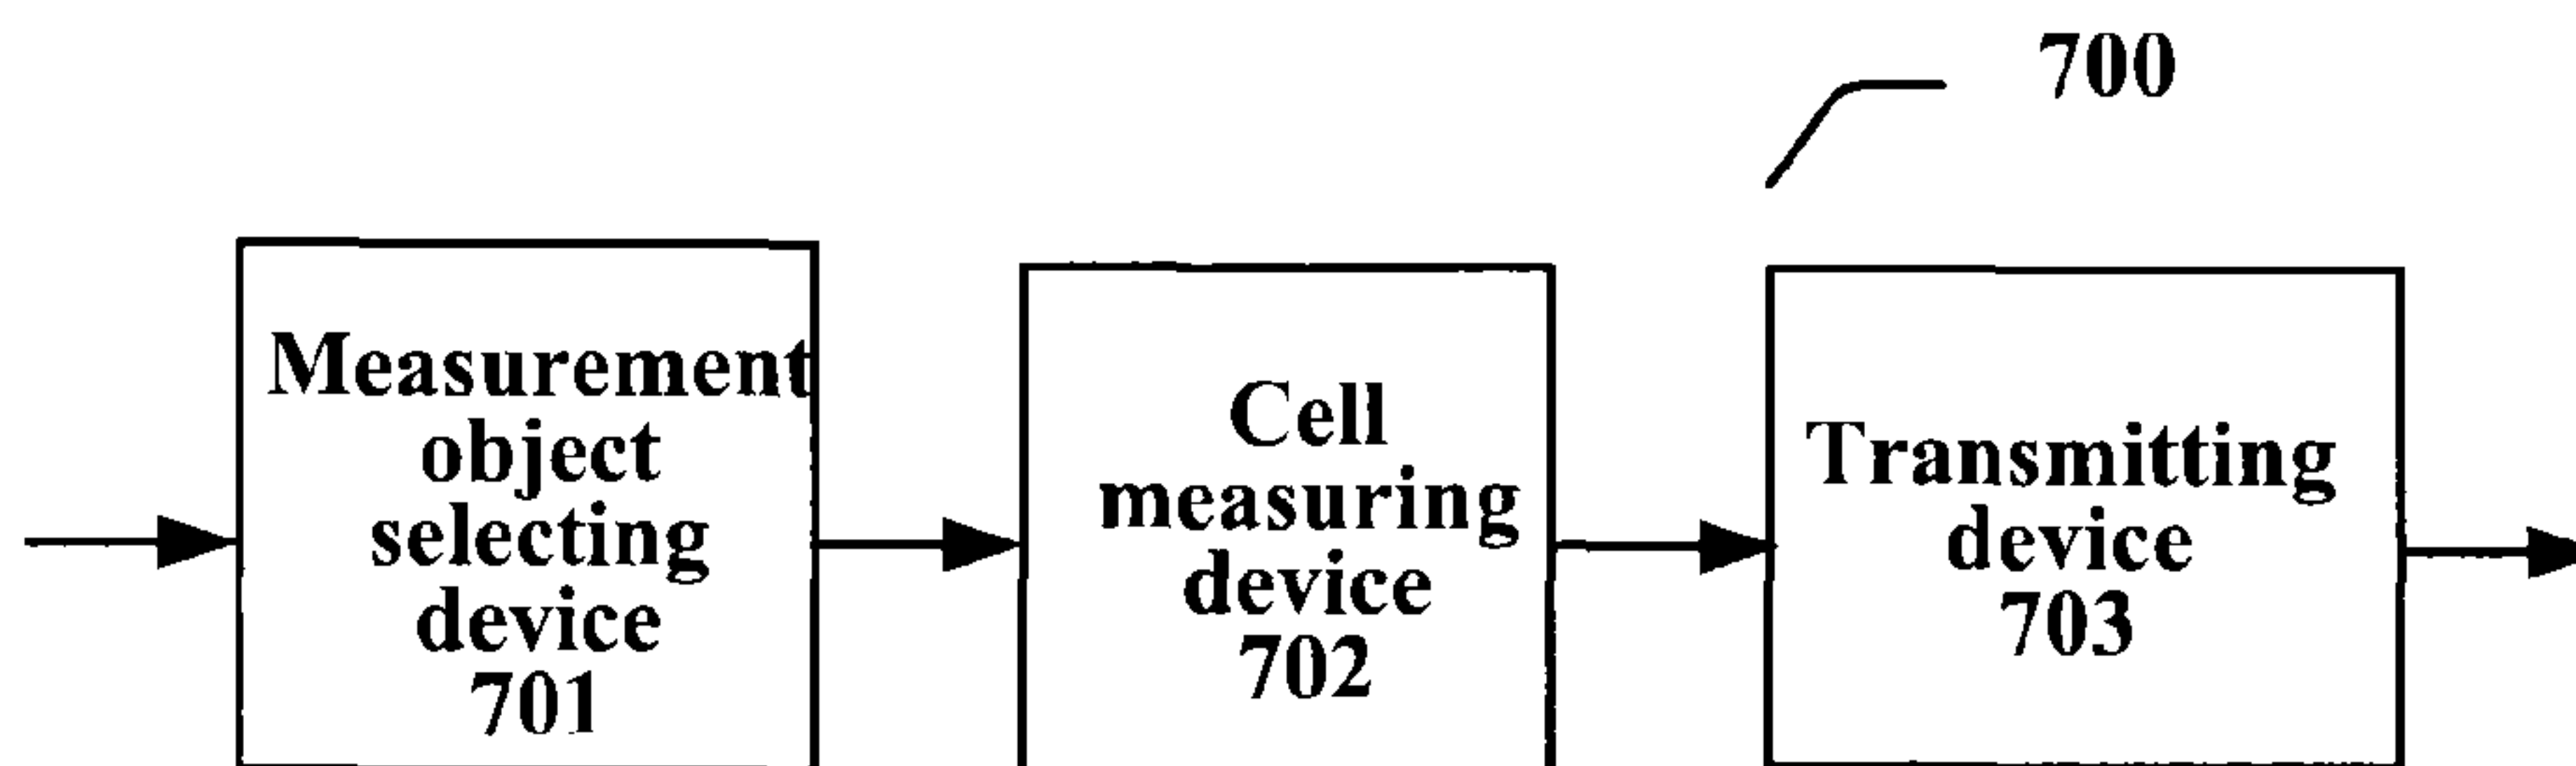 700
Measurement
object
selecting
device
701
Cell
measuring
device
702
Transmitting
device
703